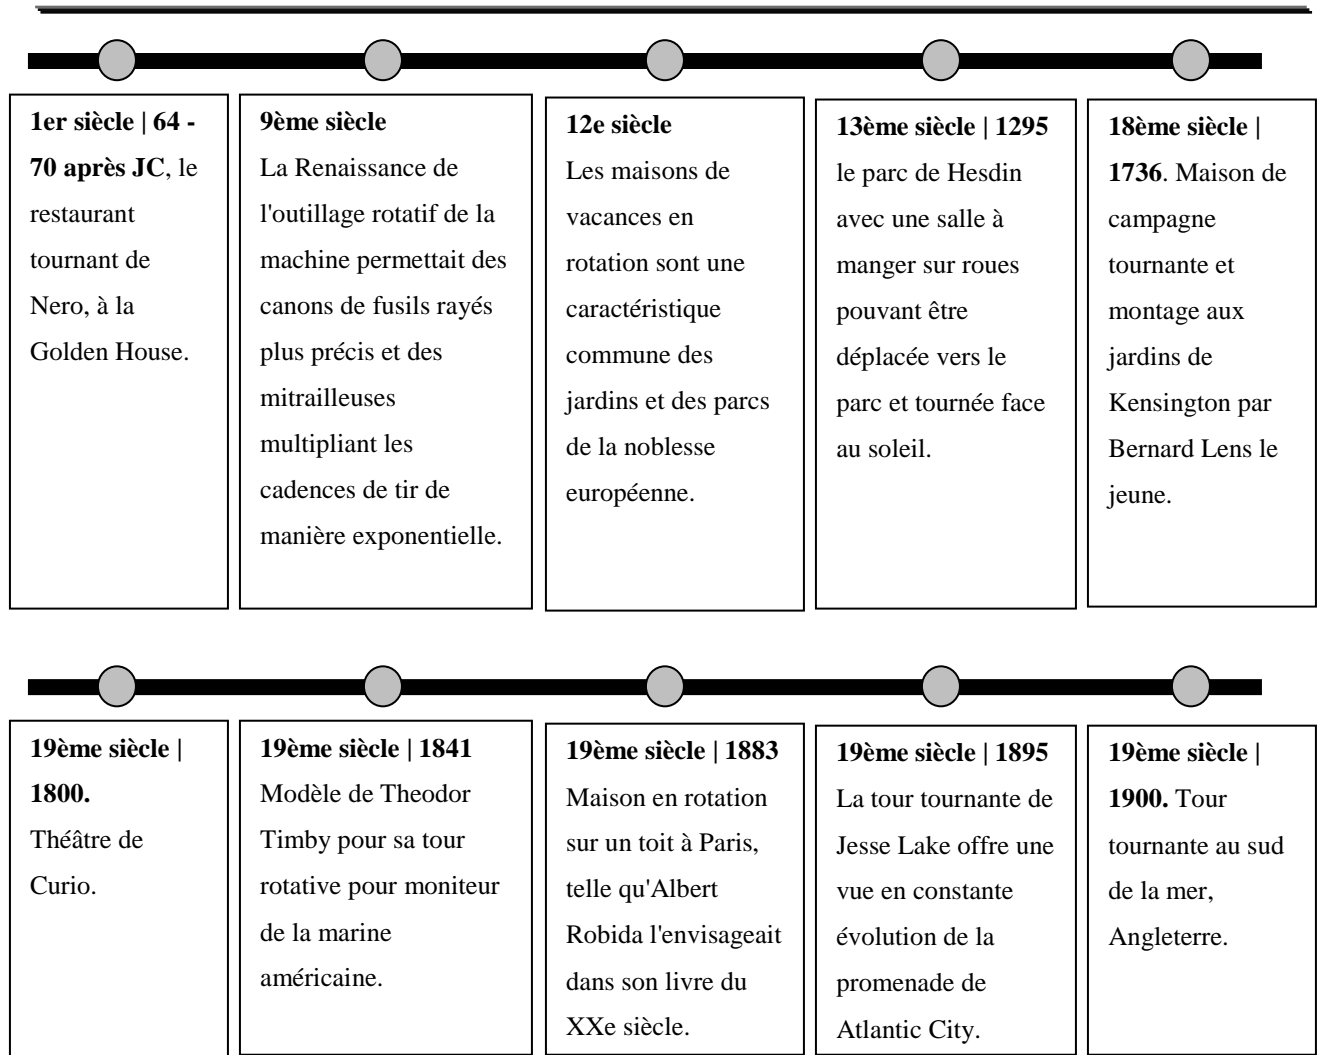 1er siècle | 64 -
70 après JC, le
restaurant
tournant de
Nero, à la
Golden House.
9ème siècle
La Renaissance de
l'outillage rotatif de la
machine permettait des
canons de fusils rayés
plus précis et des
mitrailleuses
multipliant les
cadences de tir de
manière exponentielle.
12e siècle
Les maisons de
vacances en
rotation sont une
caractéristique
commune des
jardins et des parcs
de la noblesse
européenne.
13ème siècle | 1295
le parc de Hesdin
avec une salle à
manger sur roues
pouvant être
déplacée vers le
parc et tournée face
au soleil.
18ème siècle |
1736. Maison de
campagne
tournante et
montage aux
jardins de
Kensington par
Bernard Lens le
jeune.
19ème siècle |
1800.
Théâtre de
Curio.
19ème siècle | 1841
Modèle de Theodor
Timby pour sa tour
rotative pour moniteur
de la marine
américaine.
19ème siècle | 1883
Maison en rotation
sur un toit à Paris,
telle qu'Albert
Robida l'envisageait
dans son livre du
XXe siècle.
19ème siècle | 1895
La tour tournante de
Jesse Lake offre une
vue en constante
évolution de la
promenade de
Atlantic City.
19ème siècle |
1900. Tour
tournante au sud
de la mer,
Angleterre.